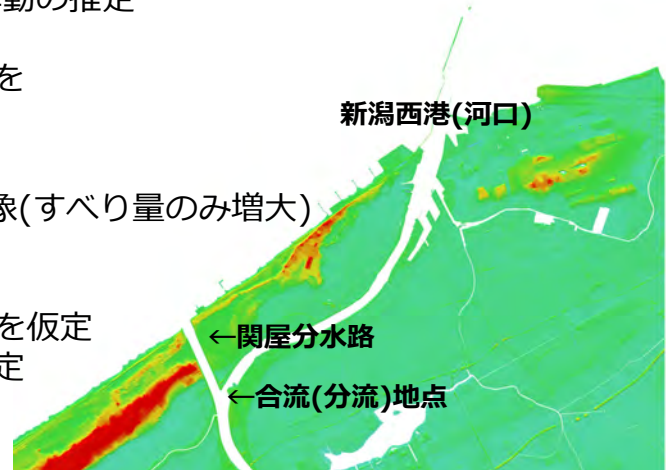 動の推定
を
新潟西港(河口)
象(すべり量のみ増大)
を仮定
←関屋分水路
定
←合流(分流)地点